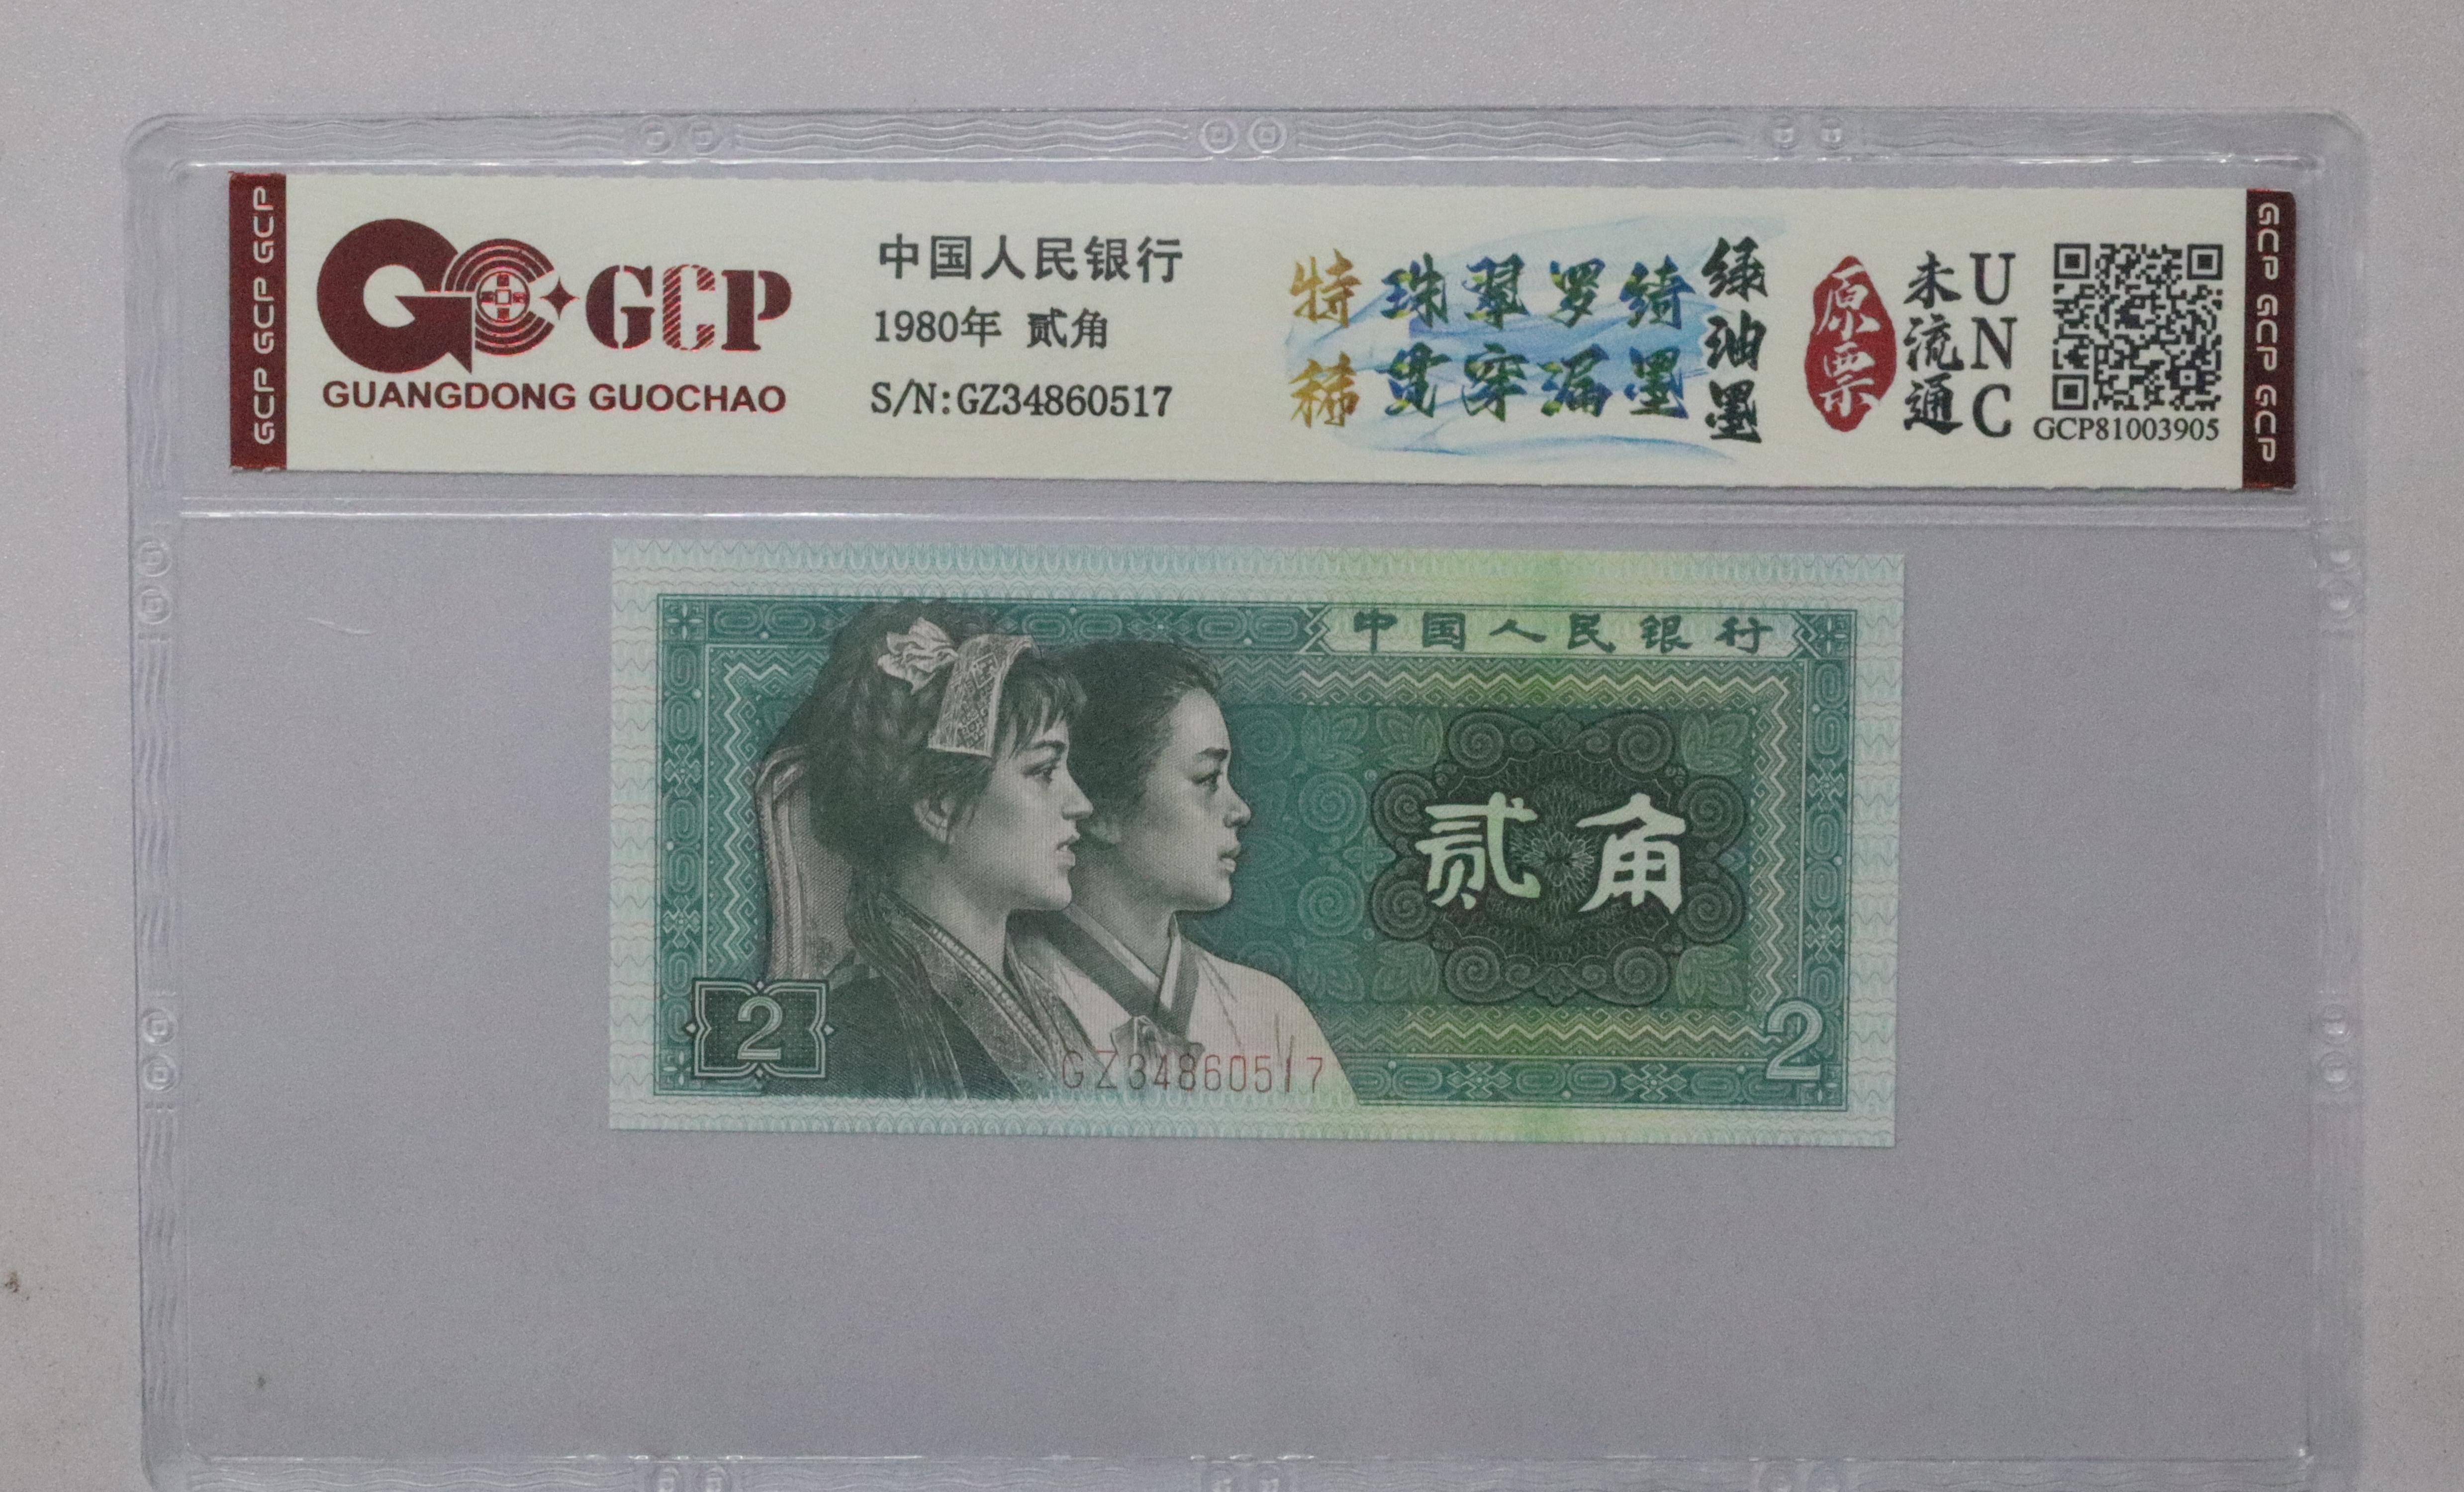 GCP GCP GCP
GCP
GUANGDONG GUOCHAO
中国人民银行
1980年 贰角
S/N:GZ34860517
特稀
珠翠罗绮
贯穿漏墨
绿油墨
原票
未流通
UNC
GCP81003905
GCP GCP GCP
中国人民银行
贰角
2
GZ34860517
2